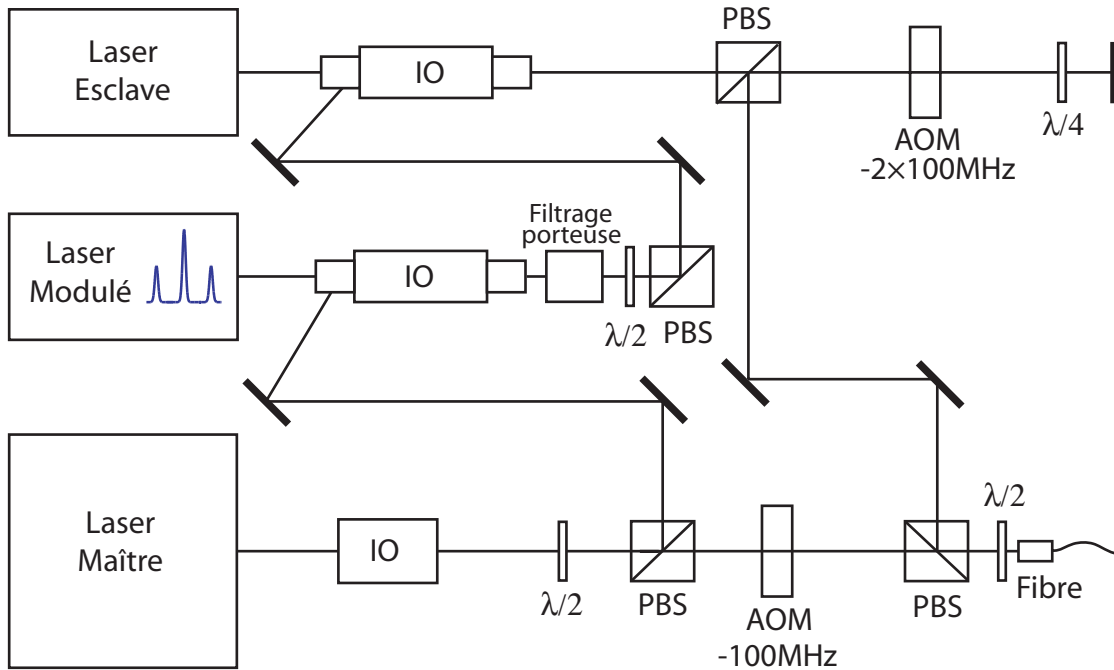 PBS
Laser
Esclave
IO
AOM
-2×100MHz
λ/4
Filtrage
porteuse
Laser
Modulé
IO
λ/2
PBS
λ/2
Laser
Maître
IO
λ/2
PBS
AOM
-100MHz
PBS
Fibre